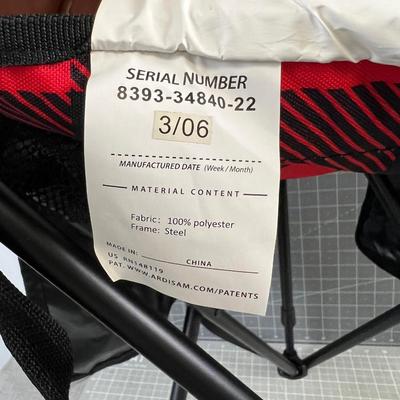 SERIAL NUMBER
8393-34840-22
3/06
MANUFACTURED DATE (Week / Month)
MATERIAL CONTENT
Fabric: 100% polyester
Frame: Steel
MADE IN: CHINA
US RN148119
PAT. WWW.ARDISAM.COM/PATENTS